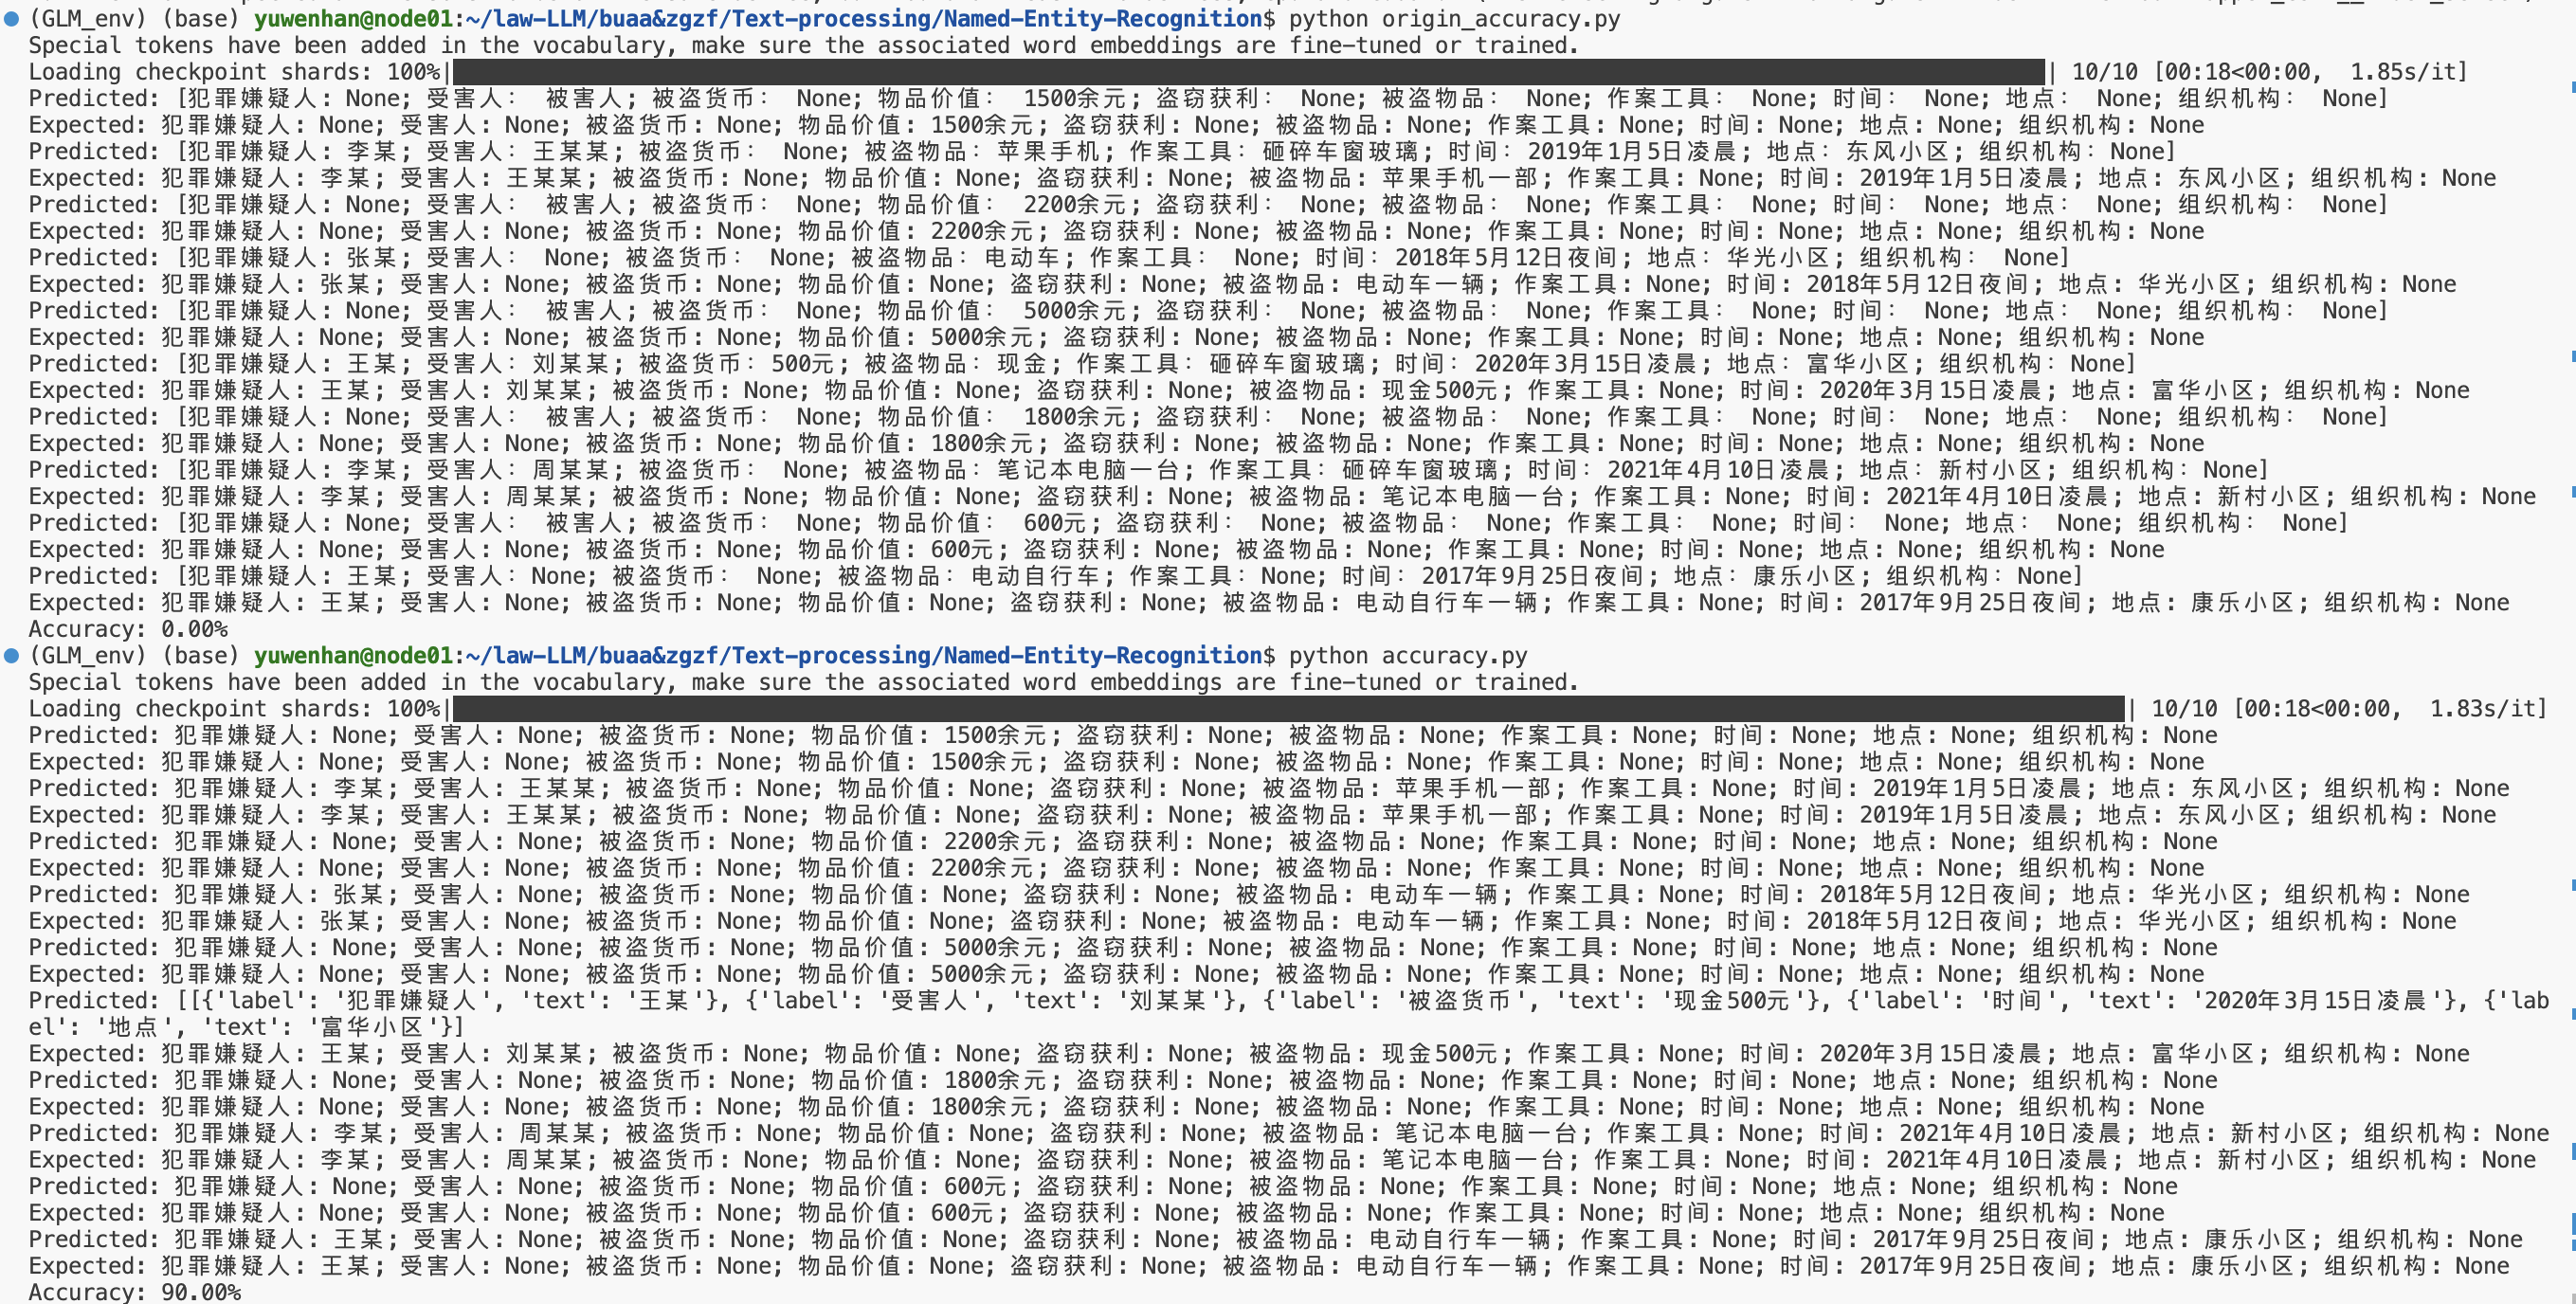 (GLM_env) (base) yuwenhan@node01:~/law-LLM/buaa&zgzf/Text-processing/Named-Entity-Recognition$ python origin_accuracy.py
Special tokens have been added in the vocabulary, make sure the associated word embeddings are fine-tuned or trained.
Loading checkpoint shards: 100%|██████████| 10/10 [00:18<00:00,  1.85s/it]
Predicted: [犯罪嫌疑人: None; 受害人： 被害人; 被盗货币： None; 物品价值： 1500余元; 盗窃获利： None; 被盗物品： None; 作案工具： None; 时间： None; 地点： None; 组织机构： None]
Expected: 犯罪嫌疑人: None; 受害人: None; 被盗货币: None; 物品价值: 1500余元; 盗窃获利: None; 被盗物品: None; 作案工具: None; 时间: None; 地点: None; 组织机构: None
Predicted: [犯罪嫌疑人: 李某; 受害人: 王某某; 被盗货币： None; 被盗物品: 苹果手机; 作案工具: 砸碎车窗玻璃; 时间: 2019年1月5日凌晨; 地点: 东风小区; 组织机构: None]
Expected: 犯罪嫌疑人: 李某; 受害人: 王某某; 被盗货币: None; 物品价值: None; 盗窃获利: None; 被盗物品: 苹果手机一部; 作案工具: None; 时间: 2019年1月5日凌晨; 地点: 东风小区; 组织机构: None
Predicted: [犯罪嫌疑人: None; 受害人： 被害人; 被盗货币： None; 物品价值： 2200余元; 盗窃获利： None; 被盗物品： None; 作案工具： None; 时间： None; 地点： None; 组织机构： None]
Expected: 犯罪嫌疑人: None; 受害人: None; 被盗货币: None; 物品价值: 2200余元; 盗窃获利: None; 被盗物品: None; 作案工具: None; 时间: None; 地点: None; 组织机构: None
Predicted: [犯罪嫌疑人: 张某; 受害人： None; 被盗货币： None; 被盗物品: 电动车; 作案工具： None; 时间: 2018年5月12日夜间; 地点: 华光小区; 组织机构： None]
Expected: 犯罪嫌疑人: 张某; 受害人: None; 被盗货币: None; 物品价值: None; 盗窃获利: None; 被盗物品: 电动车一辆; 作案工具: None; 时间: 2018年5月12日夜间; 地点: 华光小区; 组织机构: None
Predicted: [犯罪嫌疑人: None; 受害人： 被害人; 被盗货币： None; 物品价值： 5000余元; 盗窃获利： None; 被盗物品： None; 作案工具： None; 时间： None; 地点： None; 组织机构： None]
Expected: 犯罪嫌疑人: None; 受害人: None; 被盗货币: None; 物品价值: 5000余元; 盗窃获利: None; 被盗物品: None; 作案工具: None; 时间: None; 地点: None; 组织机构: None
Predicted: [犯罪嫌疑人: 王某; 受害人: 刘某某; 被盗货币: 500元; 被盗物品: 现金; 作案工具: 砸碎车窗玻璃; 时间: 2020年3月15日凌晨; 地点: 富华小区; 组织机构: None]
Expected: 犯罪嫌疑人: 王某; 受害人: 刘某某; 被盗货币: None; 物品价值: None; 盗窃获利: None; 被盗物品: 现金500元; 作案工具: None; 时间: 2020年3月15日凌晨; 地点: 富华小区; 组织机构: None
Predicted: [犯罪嫌疑人: None; 受害人： 被害人; 被盗货币： None; 物品价值： 1800余元; 盗窃获利： None; 被盗物品： None; 作案工具： None; 时间： None; 地点： None; 组织机构： None]
Expected: 犯罪嫌疑人: None; 受害人: None; 被盗货币: None; 物品价值: 1800余元; 盗窃获利: None; 被盗物品: None; 作案工具: None; 时间: None; 地点: None; 组织机构: None
Predicted: [犯罪嫌疑人: 李某; 受害人: 周某某; 被盗货币： None; 被盗物品: 笔记本电脑一台; 作案工具: 砸碎车窗玻璃; 时间: 2021年4月10日凌晨; 地点: 新村小区; 组织机构: None]
Expected: 犯罪嫌疑人: 李某; 受害人: 周某某; 被盗货币: None; 物品价值: None; 盗窃获利: None; 被盗物品: 笔记本电脑一台; 作案工具: None; 时间: 2021年4月10日凌晨; 地点: 新村小区; 组织机构: None
Predicted: [犯罪嫌疑人: None; 受害人： 被害人; 被盗货币： None; 物品价值： 600元; 盗窃获利： None; 被盗物品： None; 作案工具： None; 时间： None; 地点： None; 组织机构： None]
Expected: 犯罪嫌疑人: None; 受害人: None; 被盗货币: None; 物品价值: 600元; 盗窃获利: None; 被盗物品: None; 作案工具: None; 时间: None; 地点: None; 组织机构: None
Predicted: [犯罪嫌疑人: 王某; 受害人: None; 被盗货币： None; 被盗物品: 电动自行车; 作案工具: None; 时间: 2017年9月25日夜间; 地点: 康乐小区; 组织机构: None]
Expected: 犯罪嫌疑人: 王某; 受害人: None; 被盗货币: None; 物品价值: None; 盗窃获利: None; 被盗物品: 电动自行车一辆; 作案工具: None; 时间: 2017年9月25日夜间; 地点: 康乐小区; 组织机构: None
Accuracy: 0.00%
(GLM_env) (base) yuwenhan@node01:~/law-LLM/buaa&zgzf/Text-processing/Named-Entity-Recognition$ python accuracy.py
Special tokens have been added in the vocabulary, make sure the associated word embeddings are fine-tuned or trained.
Loading checkpoint shards: 100%|██████████| 10/10 [00:18<00:00,  1.83s/it]
Predicted: 犯罪嫌疑人: None; 受害人: None; 被盗货币: None; 物品价值: 1500余元; 盗窃获利: None; 被盗物品: None; 作案工具: None; 时间: None; 地点: None; 组织机构: None
Expected: 犯罪嫌疑人: None; 受害人: None; 被盗货币: None; 物品价值: 1500余元; 盗窃获利: None; 被盗物品: None; 作案工具: None; 时间: None; 地点: None; 组织机构: None
Predicted: 犯罪嫌疑人: 李某; 受害人: 王某某; 被盗货币: None; 物品价值: None; 盗窃获利: None; 被盗物品: 苹果手机一部; 作案工具: None; 时间: 2019年1月5日凌晨; 地点: 东风小区; 组织机构: None
Expected: 犯罪嫌疑人: 李某; 受害人: 王某某; 被盗货币: None; 物品价值: None; 盗窃获利: None; 被盗物品: 苹果手机一部; 作案工具: None; 时间: 2019年1月5日凌晨; 地点: 东风小区; 组织机构: None
Predicted: 犯罪嫌疑人: None; 受害人: None; 被盗货币: None; 物品价值: 2200余元; 盗窃获利: None; 被盗物品: None; 作案工具: None; 时间: None; 地点: None; 组织机构: None
Expected: 犯罪嫌疑人: None; 受害人: None; 被盗货币: None; 物品价值: 2200余元; 盗窃获利: None; 被盗物品: None; 作案工具: None; 时间: None; 地点: None; 组织机构: None
Predicted: 犯罪嫌疑人: 张某; 受害人: None; 被盗货币: None; 物品价值: None; 盗窃获利: None; 被盗物品: 电动车一辆; 作案工具: None; 时间: 2018年5月12日夜间; 地点: 华光小区; 组织机构: None
Expected: 犯罪嫌疑人: 张某; 受害人: None; 被盗货币: None; 物品价值: None; 盗窃获利: None; 被盗物品: 电动车一辆; 作案工具: None; 时间: 2018年5月12日夜间; 地点: 华光小区; 组织机构: None
Predicted: 犯罪嫌疑人: None; 受害人: None; 被盗货币: None; 物品价值: 5000余元; 盗窃获利: None; 被盗物品: None; 作案工具: None; 时间: None; 地点: None; 组织机构: None
Expected: 犯罪嫌疑人: None; 受害人: None; 被盗货币: None; 物品价值: 5000余元; 盗窃获利: None; 被盗物品: None; 作案工具: None; 时间: None; 地点: None; 组织机构: None
Predicted: [[{'label': '犯罪嫌疑人', 'text': '王某'}, {'label': '受害人', 'text': '刘某某'}, {'label': '被盗货币', 'text': '现金500元'}, {'label': '时间', 'text': '2020年3月15日凌晨'}, {'lab
el': '地点', 'text': '富华小区'}]
Expected: 犯罪嫌疑人: 王某; 受害人: 刘某某; 被盗货币: None; 物品价值: None; 盗窃获利: None; 被盗物品: 现金500元; 作案工具: None; 时间: 2020年3月15日凌晨; 地点: 富华小区; 组织机构: None
Predicted: 犯罪嫌疑人: None; 受害人: None; 被盗货币: None; 物品价值: 1800余元; 盗窃获利: None; 被盗物品: None; 作案工具: None; 时间: None; 地点: None; 组织机构: None
Expected: 犯罪嫌疑人: None; 受害人: None; 被盗货币: None; 物品价值: 1800余元; 盗窃获利: None; 被盗物品: None; 作案工具: None; 时间: None; 地点: None; 组织机构: None
Predicted: 犯罪嫌疑人: 李某; 受害人: 周某某; 被盗货币: None; 物品价值: None; 盗窃获利: None; 被盗物品: 笔记本电脑一台; 作案工具: None; 时间: 2021年4月10日凌晨; 地点: 新村小区; 组织机构: None
Expected: 犯罪嫌疑人: 李某; 受害人: 周某某; 被盗货币: None; 物品价值: None; 盗窃获利: None; 被盗物品: 笔记本电脑一台; 作案工具: None; 时间: 2021年4月10日凌晨; 地点: 新村小区; 组织机构: None
Predicted: 犯罪嫌疑人: None; 受害人: None; 被盗货币: None; 物品价值: 600元; 盗窃获利: None; 被盗物品: None; 作案工具: None; 时间: None; 地点: None; 组织机构: None
Expected: 犯罪嫌疑人: None; 受害人: None; 被盗货币: None; 物品价值: 600元; 盗窃获利: None; 被盗物品: None; 作案工具: None; 时间: None; 地点: None; 组织机构: None
Predicted: 犯罪嫌疑人: 王某; 受害人: None; 被盗货币: None; 物品价值: None; 盗窃获利: None; 被盗物品: 电动自行车一辆; 作案工具: None; 时间: 2017年9月25日夜间; 地点: 康乐小区; 组织机构: None
Expected: 犯罪嫌疑人: 王某; 受害人: None; 被盗货币: None; 物品价值: None; 盗窃获利: None; 被盗物品: 电动自行车一辆; 作案工具: None; 时间: 2017年9月25日夜间; 地点: 康乐小区; 组织机构: None
Accuracy: 90.00%